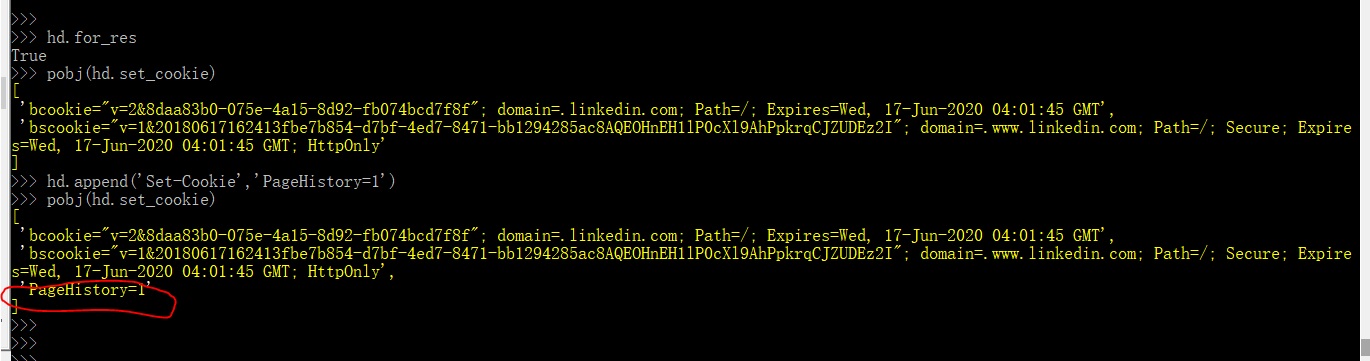 >>>
>>> hd.for_res
True
>>> pobj(hd.set_cookie)
[
 'bcookie="v=2&8daa83b0-075e-4a15-8d92-fb074bcd7f8f"; domain=.linkedin.com; Path=/; Expires=Wed, 17-Jun-2020 04:01:45 GMT',
 'bscookie="v=1&20180617162413fbe7b854-d7bf-4ed7-8471-bb1294285ac8AQEOHnEH1lP0cXl9AhPpkrqCJZUDEz2I"; domain=.www.linkedin.com; Path=/; Secure; Expire
s=Wed, 17-Jun-2020 04:01:45 GMT; HttpOnly'
]
>>> hd.append('Set-Cookie','PageHistory=1')
>>> pobj(hd.set_cookie)
[
 'bcookie="v=2&8daa83b0-075e-4a15-8d92-fb074bcd7f8f"; domain=.linkedin.com; Path=/; Expires=Wed, 17-Jun-2020 04:01:45 GMT',
 'bscookie="v=1&20180617162413fbe7b854-d7bf-4ed7-8471-bb1294285ac8AQEOHnEH1lP0cXl9AhPpkrqCJZUDEz2I"; domain=.www.linkedin.com; Path=/; Secure; Expire
s=Wed, 17-Jun-2020 04:01:45 GMT; HttpOnly',
 'PageHistory=1'
]
>>>
>>>
>>>